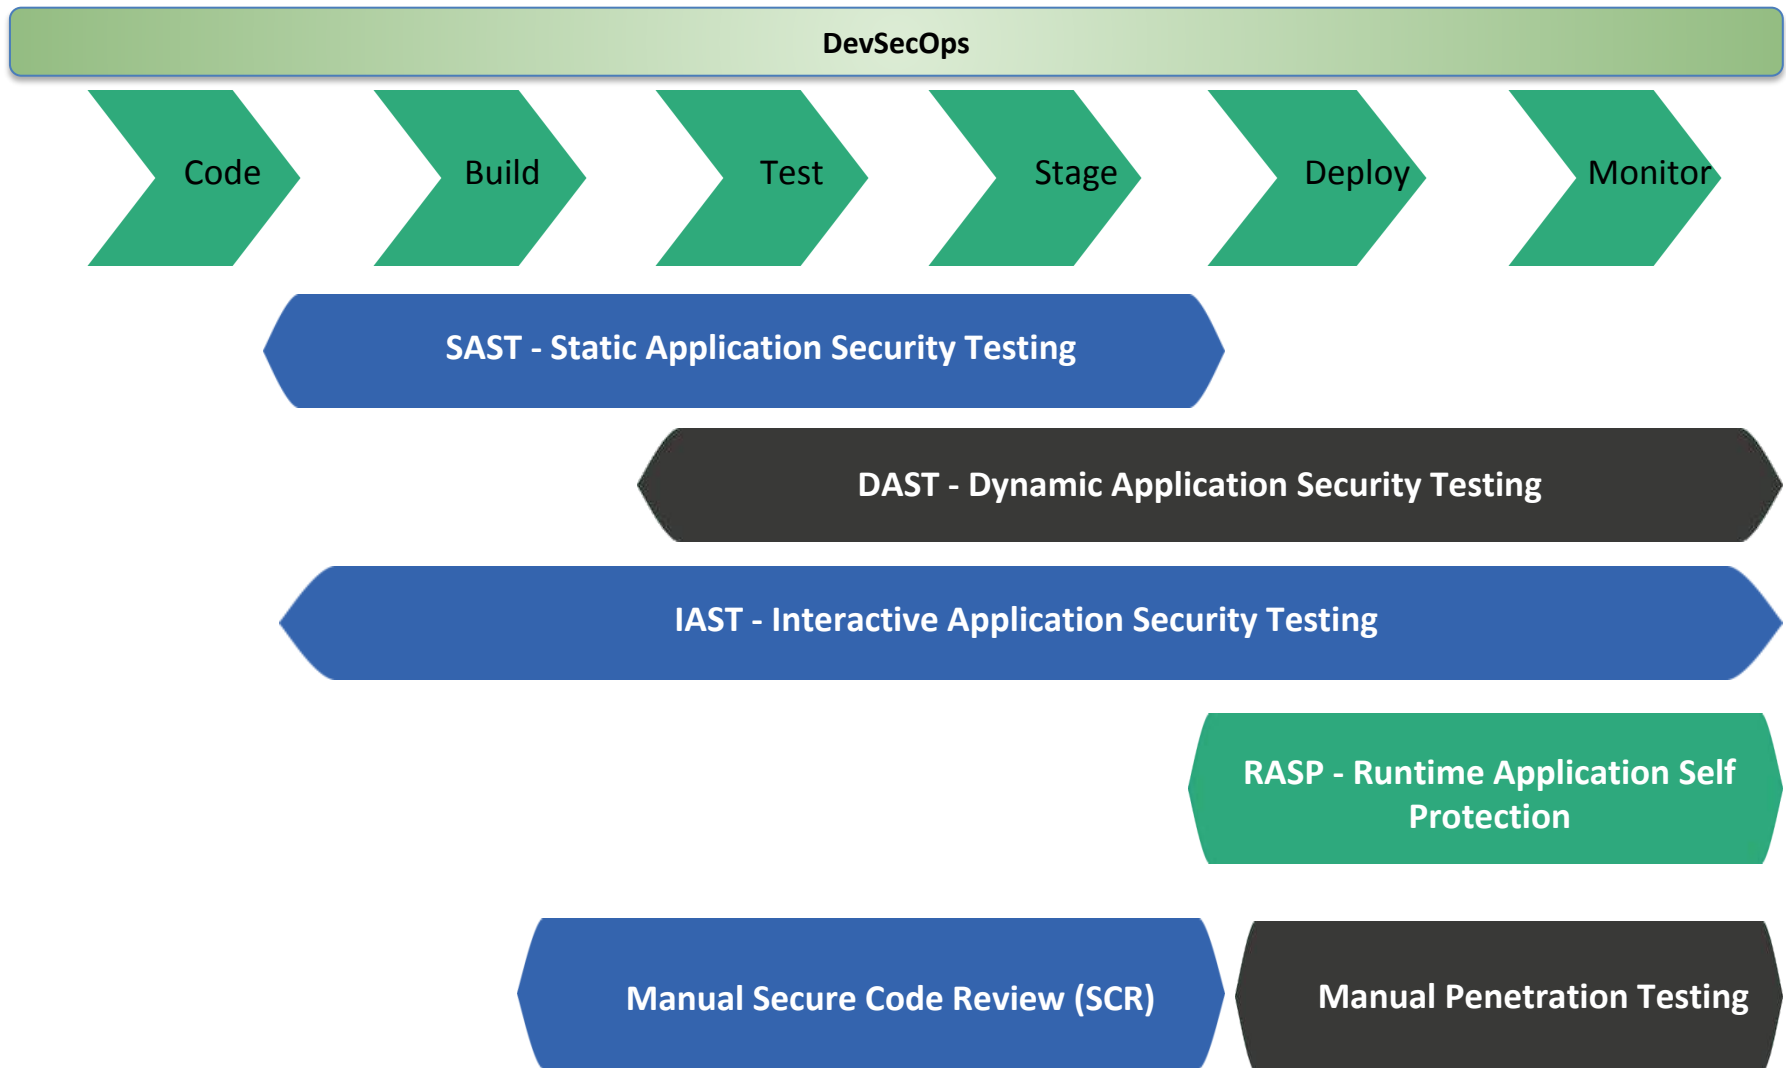 DevSecOps
Code
Build
Test
Stage
Deploy
Monitor
SAST - Static Application Security Testing
DAST - Dynamic Application Security Testing
IAST - Interactive Application Security Testing
RASP - Runtime Application Self
Protection
Manual Secure Code Review (SCR)
Manual Penetration Testing